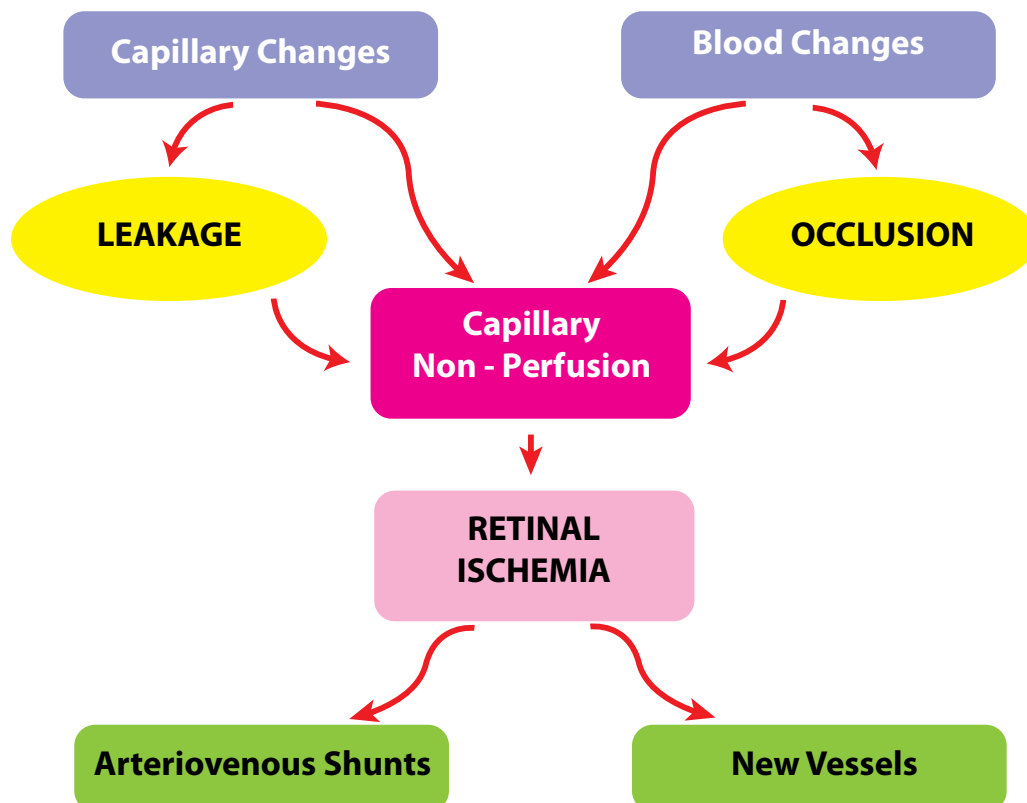 Capillary Changes
Blood Changes
LEAKAGE
OCCLUSION
Capillary
Non - Perfusion
RETINAL
ISCHEMIA
Arteriovenous Shunts
New Vessels